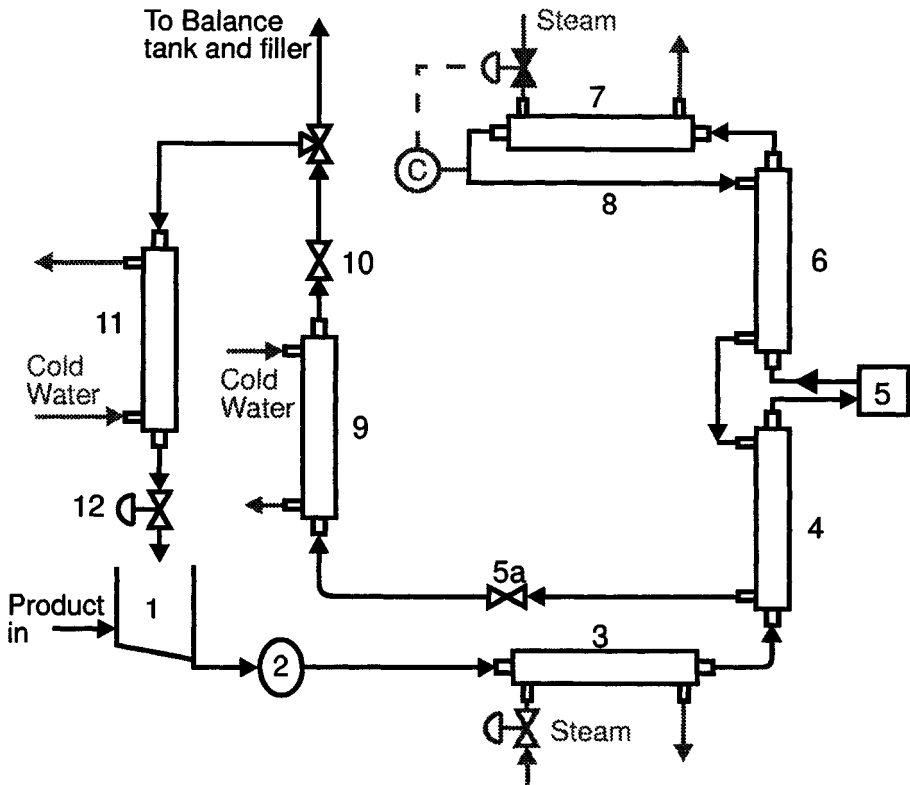 To Balance
tank and filler
Steam
7
C
8
6
10
11
Cold
Water
Cold
Water
9
5
12
4
5a
Product
in
1
2
3
Steam